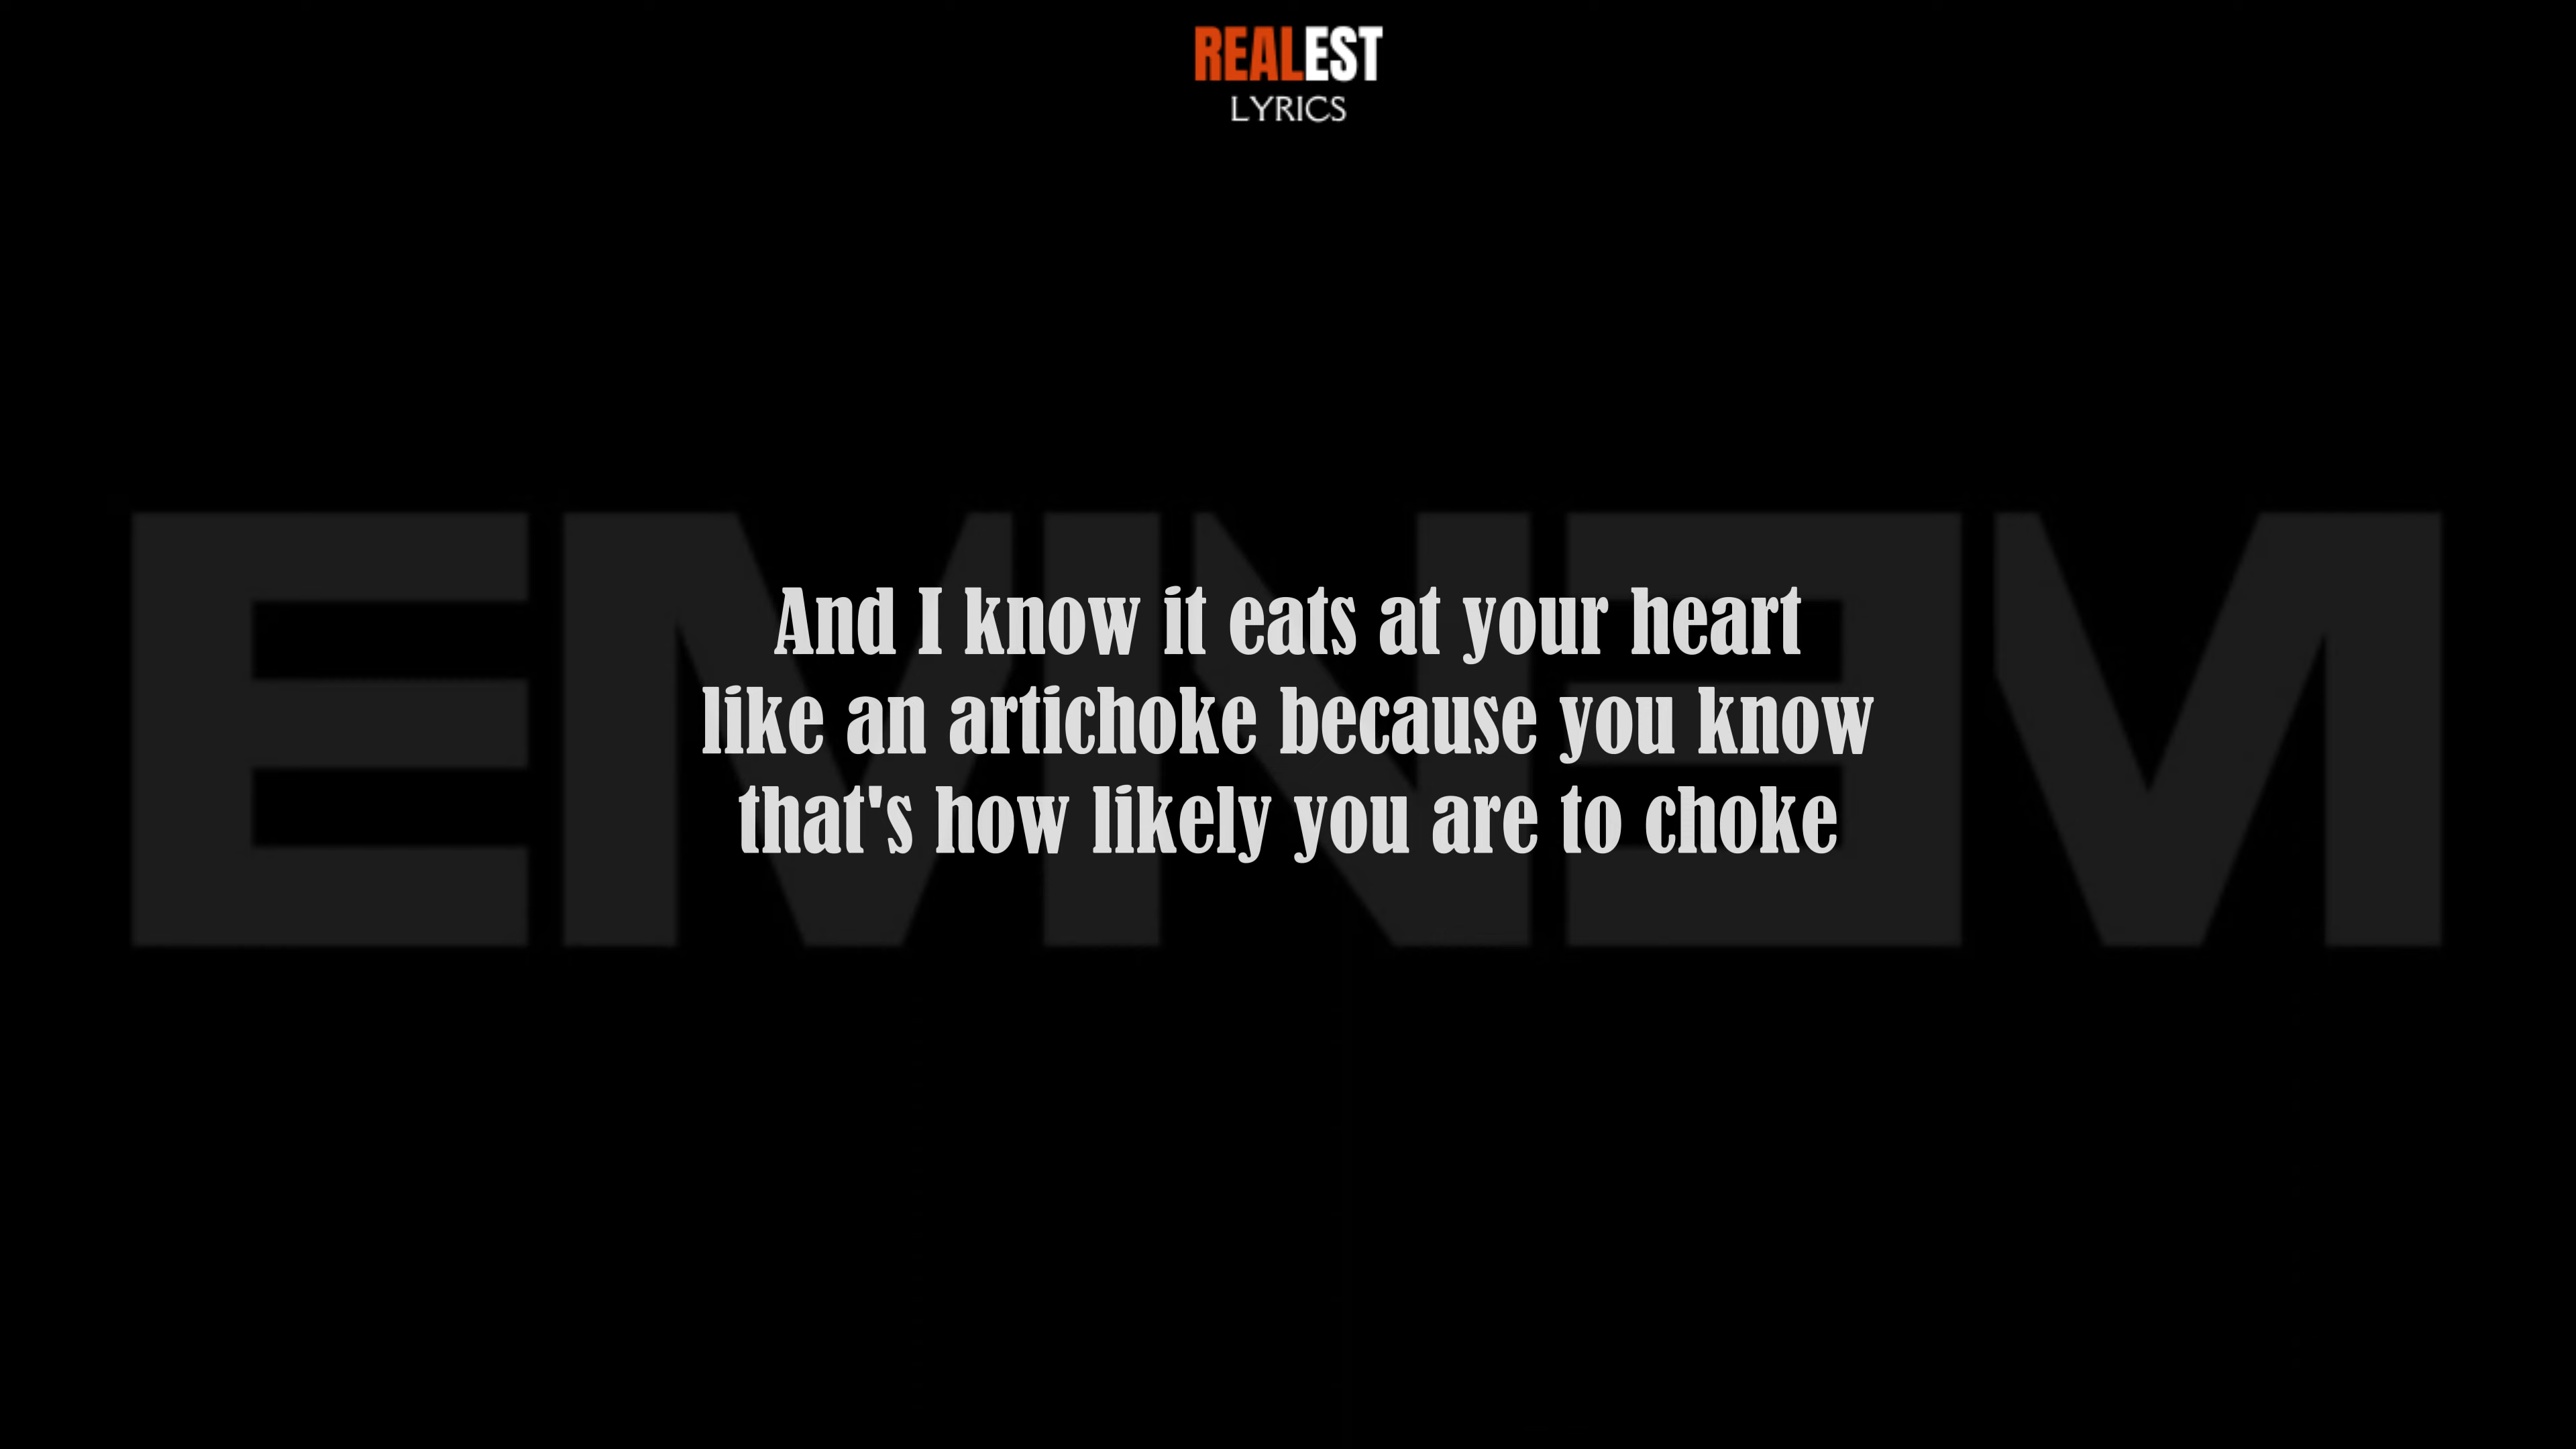 REALEST
LYRICS
EMINEM
And I know it eats at your heart
like an artichoke because you know
that's how likely you are to choke